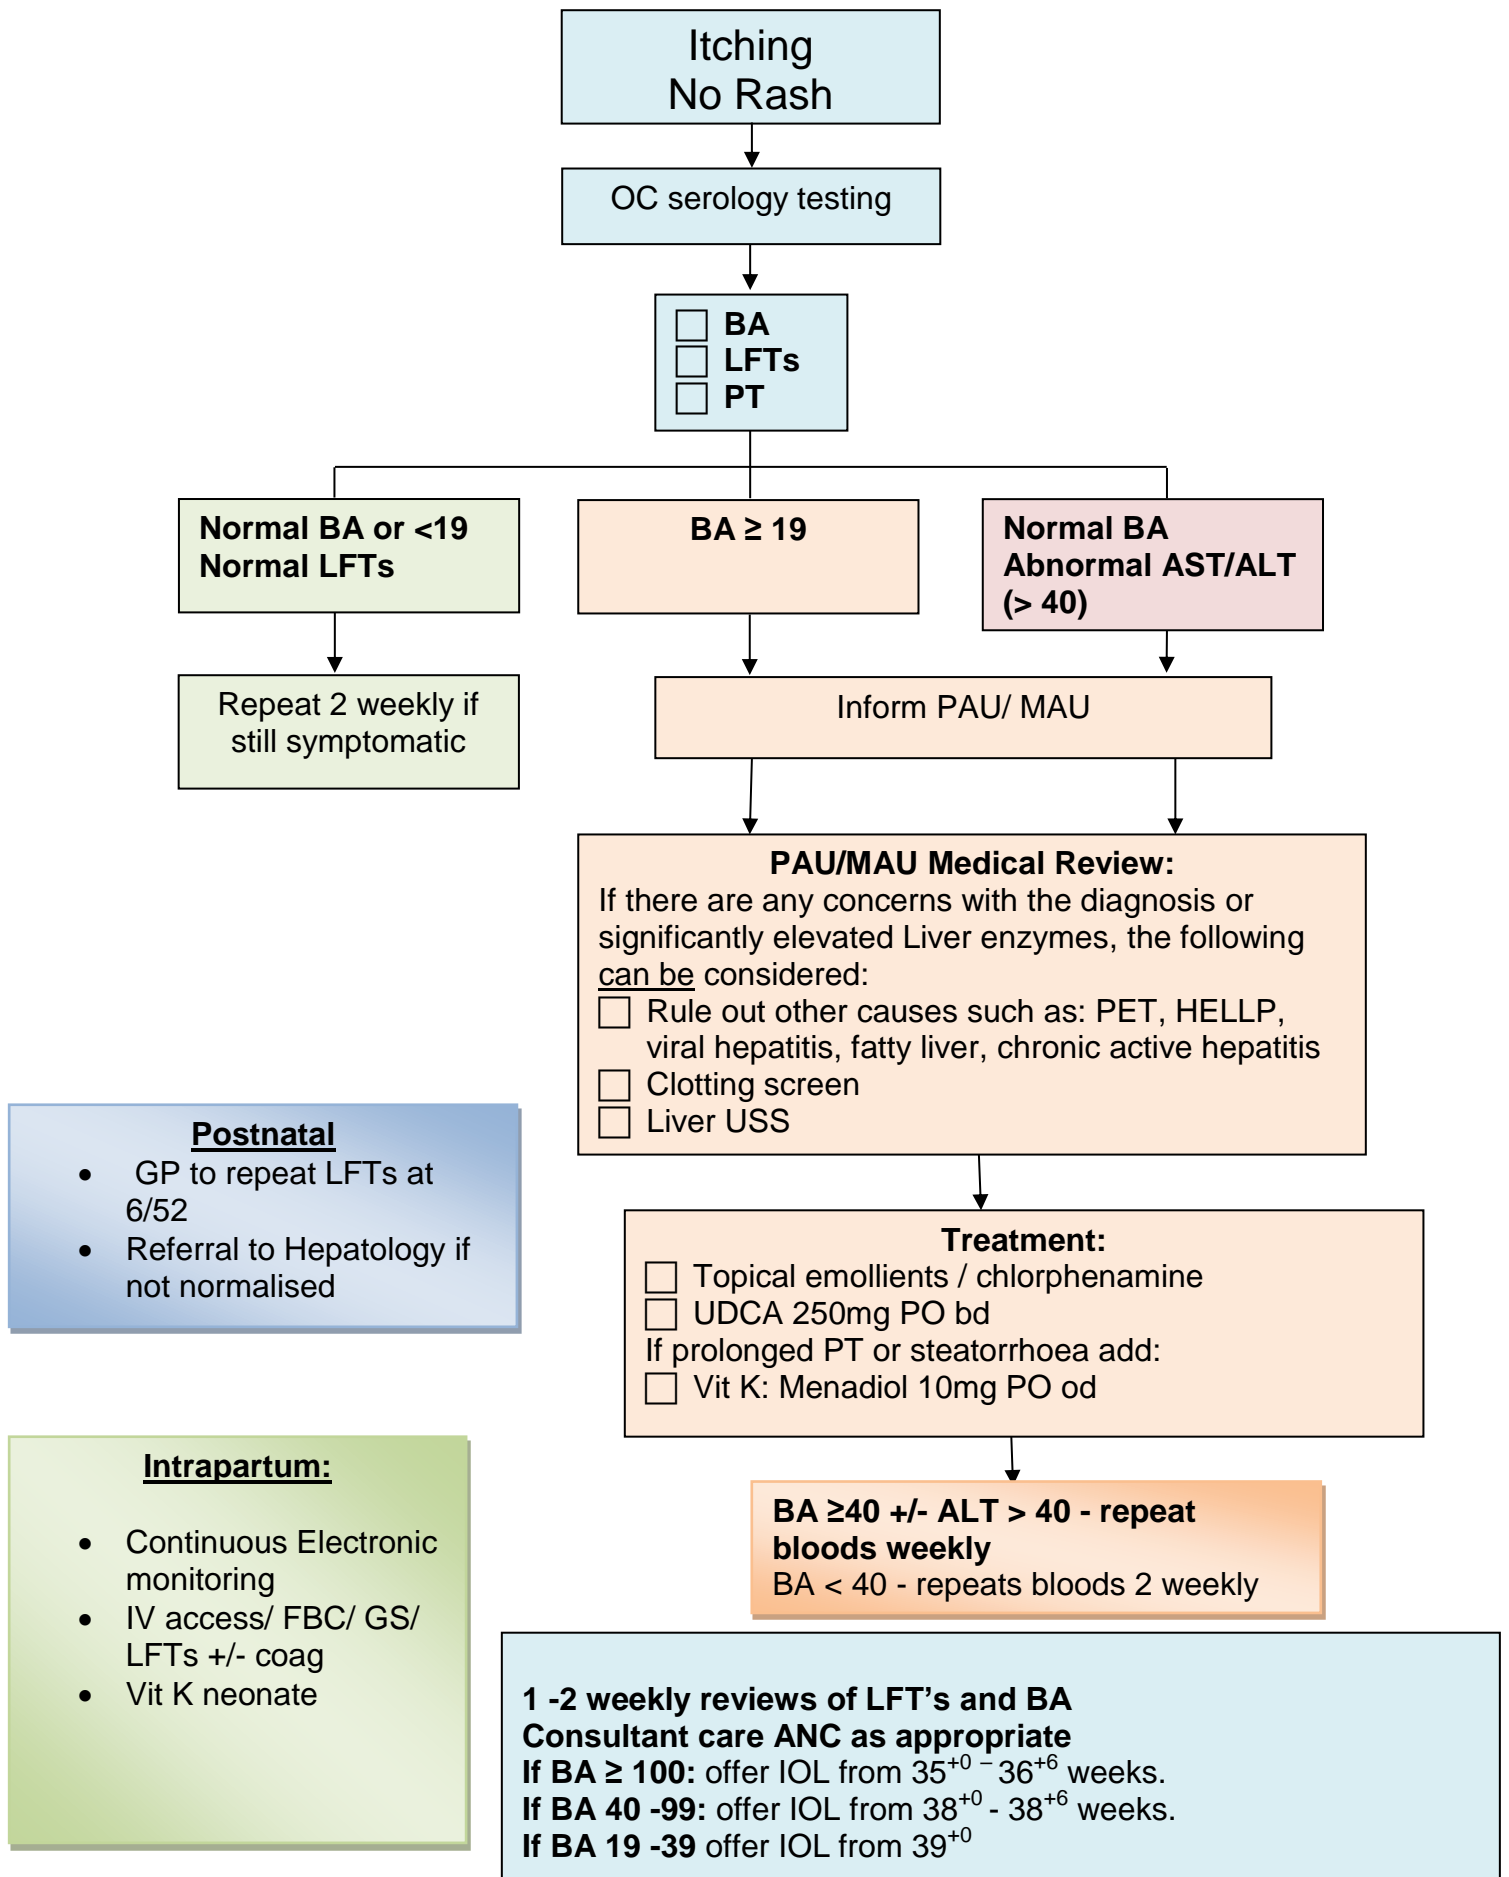 Itching
No Rash
OC serology testing
☐ BA
☐ LFTs
☐ PT
Normal BA or <19
Normal LFTs
BA ≥ 19
Normal BA
Abnormal AST/ALT
(> 40)
Repeat 2 weekly if
still symptomatic
Inform PAU/ MAU
PAU/MAU Medical Review:
If there are any concerns with the diagnosis or
significantly elevated Liver enzymes, the following
can be considered:
☐ Rule out other causes such as: PET, HELLP,
viral hepatitis, fatty liver, chronic active hepatitis
☐ Clotting screen
☐ Liver USS
Postnatal
• GP to repeat LFTs at
6/52
• Referral to Hepatology if
not normalised
Treatment:
☐ Topical emollients / chlorphenamine
☐ UDCA 250mg PO bd
If prolonged PT or steatorrhoea add:
☐ Vit K: Menadiol 10mg PO od
Intrapartum:
• Continuous Electronic
monitoring
• IV access/ FBC/ GS/
LFTs +/- coag
• Vit K neonate
BA ≥40 +/- ALT > 40 - repeat
bloods weekly
BA < 40 - repeats bloods 2 weekly
1 -2 weekly reviews of LFT’s and BA
Consultant care ANC as appropriate
If BA ≥ 100: offer IOL from 35⁺⁰ – 36⁺⁶ weeks.
If BA 40 -99: offer IOL from 38⁺⁰ - 38⁺⁶ weeks.
If BA 19 -39 offer IOL from 39⁺⁰